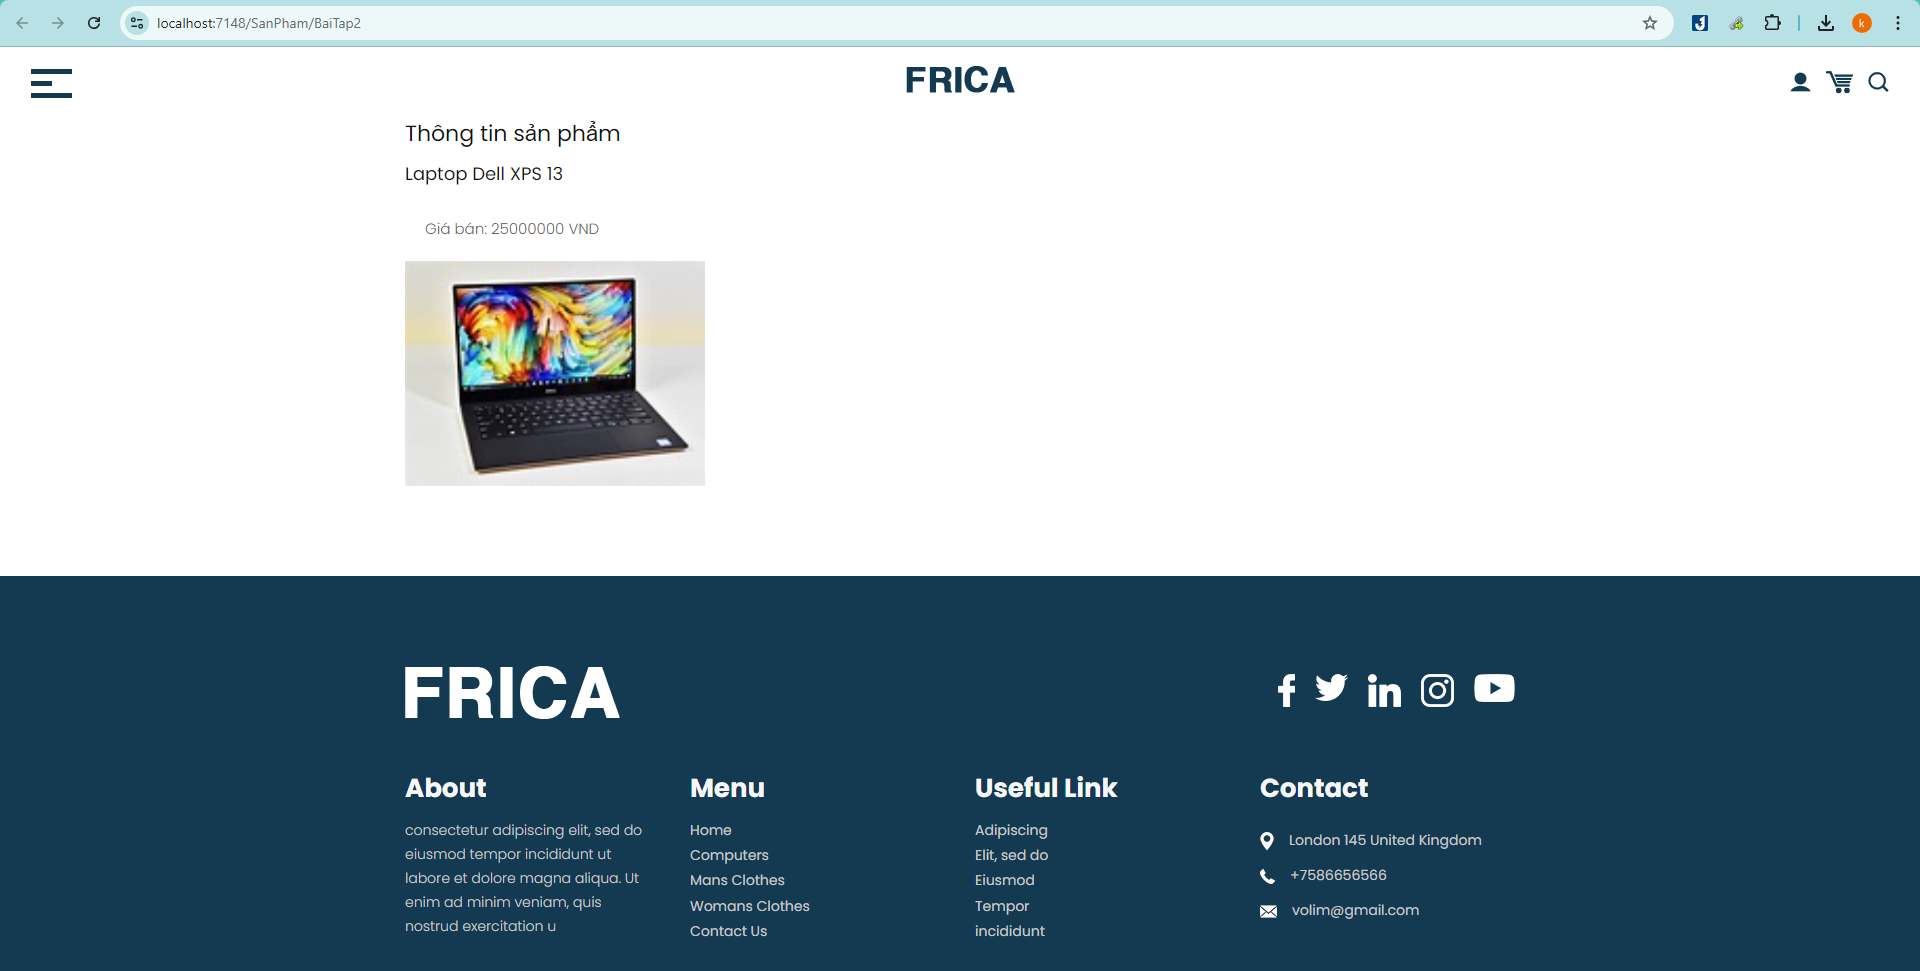 localhost:7148/SanPham/BaiTap2
k
FRICA
Thông tin sản phẩm
Laptop Dell XPS 13
Giá bán: 25000000 VND
FRICA
About
consectetur adipiscing elit, sed do
eiusmod tempor incididunt ut
labore et dolore magna aliqua. Ut
enim ad minim veniam, quis
nostrud exercitation u
Menu
Home
Computers
Mans Clothes
Womans Clothes
Contact Us
Useful Link
Adipiscing
Elit, sed do
Eiusmod
Tempor
incididunt
Contact
London 145 United Kingdom
+7586656566
volim@gmail.com